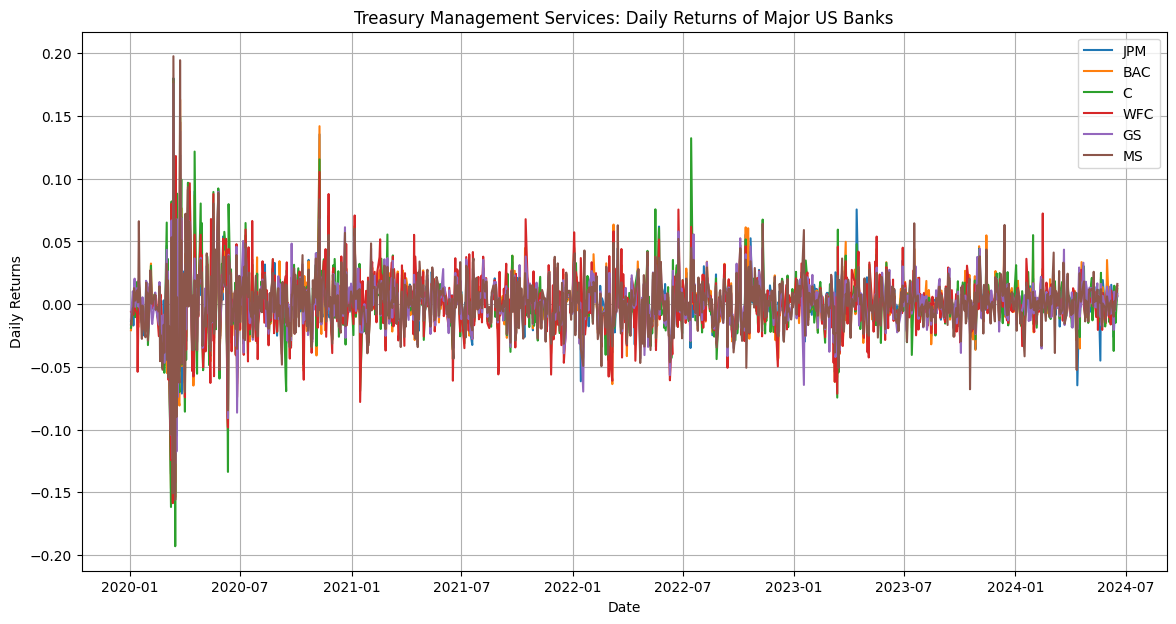 Treasury Management Services: Daily Returns of Major US Banks
JPM
BAC
C
WFC
GS
MS
Daily Returns
0.20
0.15
0.10
0.05
0.00
−0.05
−0.10
−0.15
−0.20
2020-01
2020-07
2021-01
2021-07
2022-01
2022-07
2023-01
2023-07
2024-01
2024-07
Date